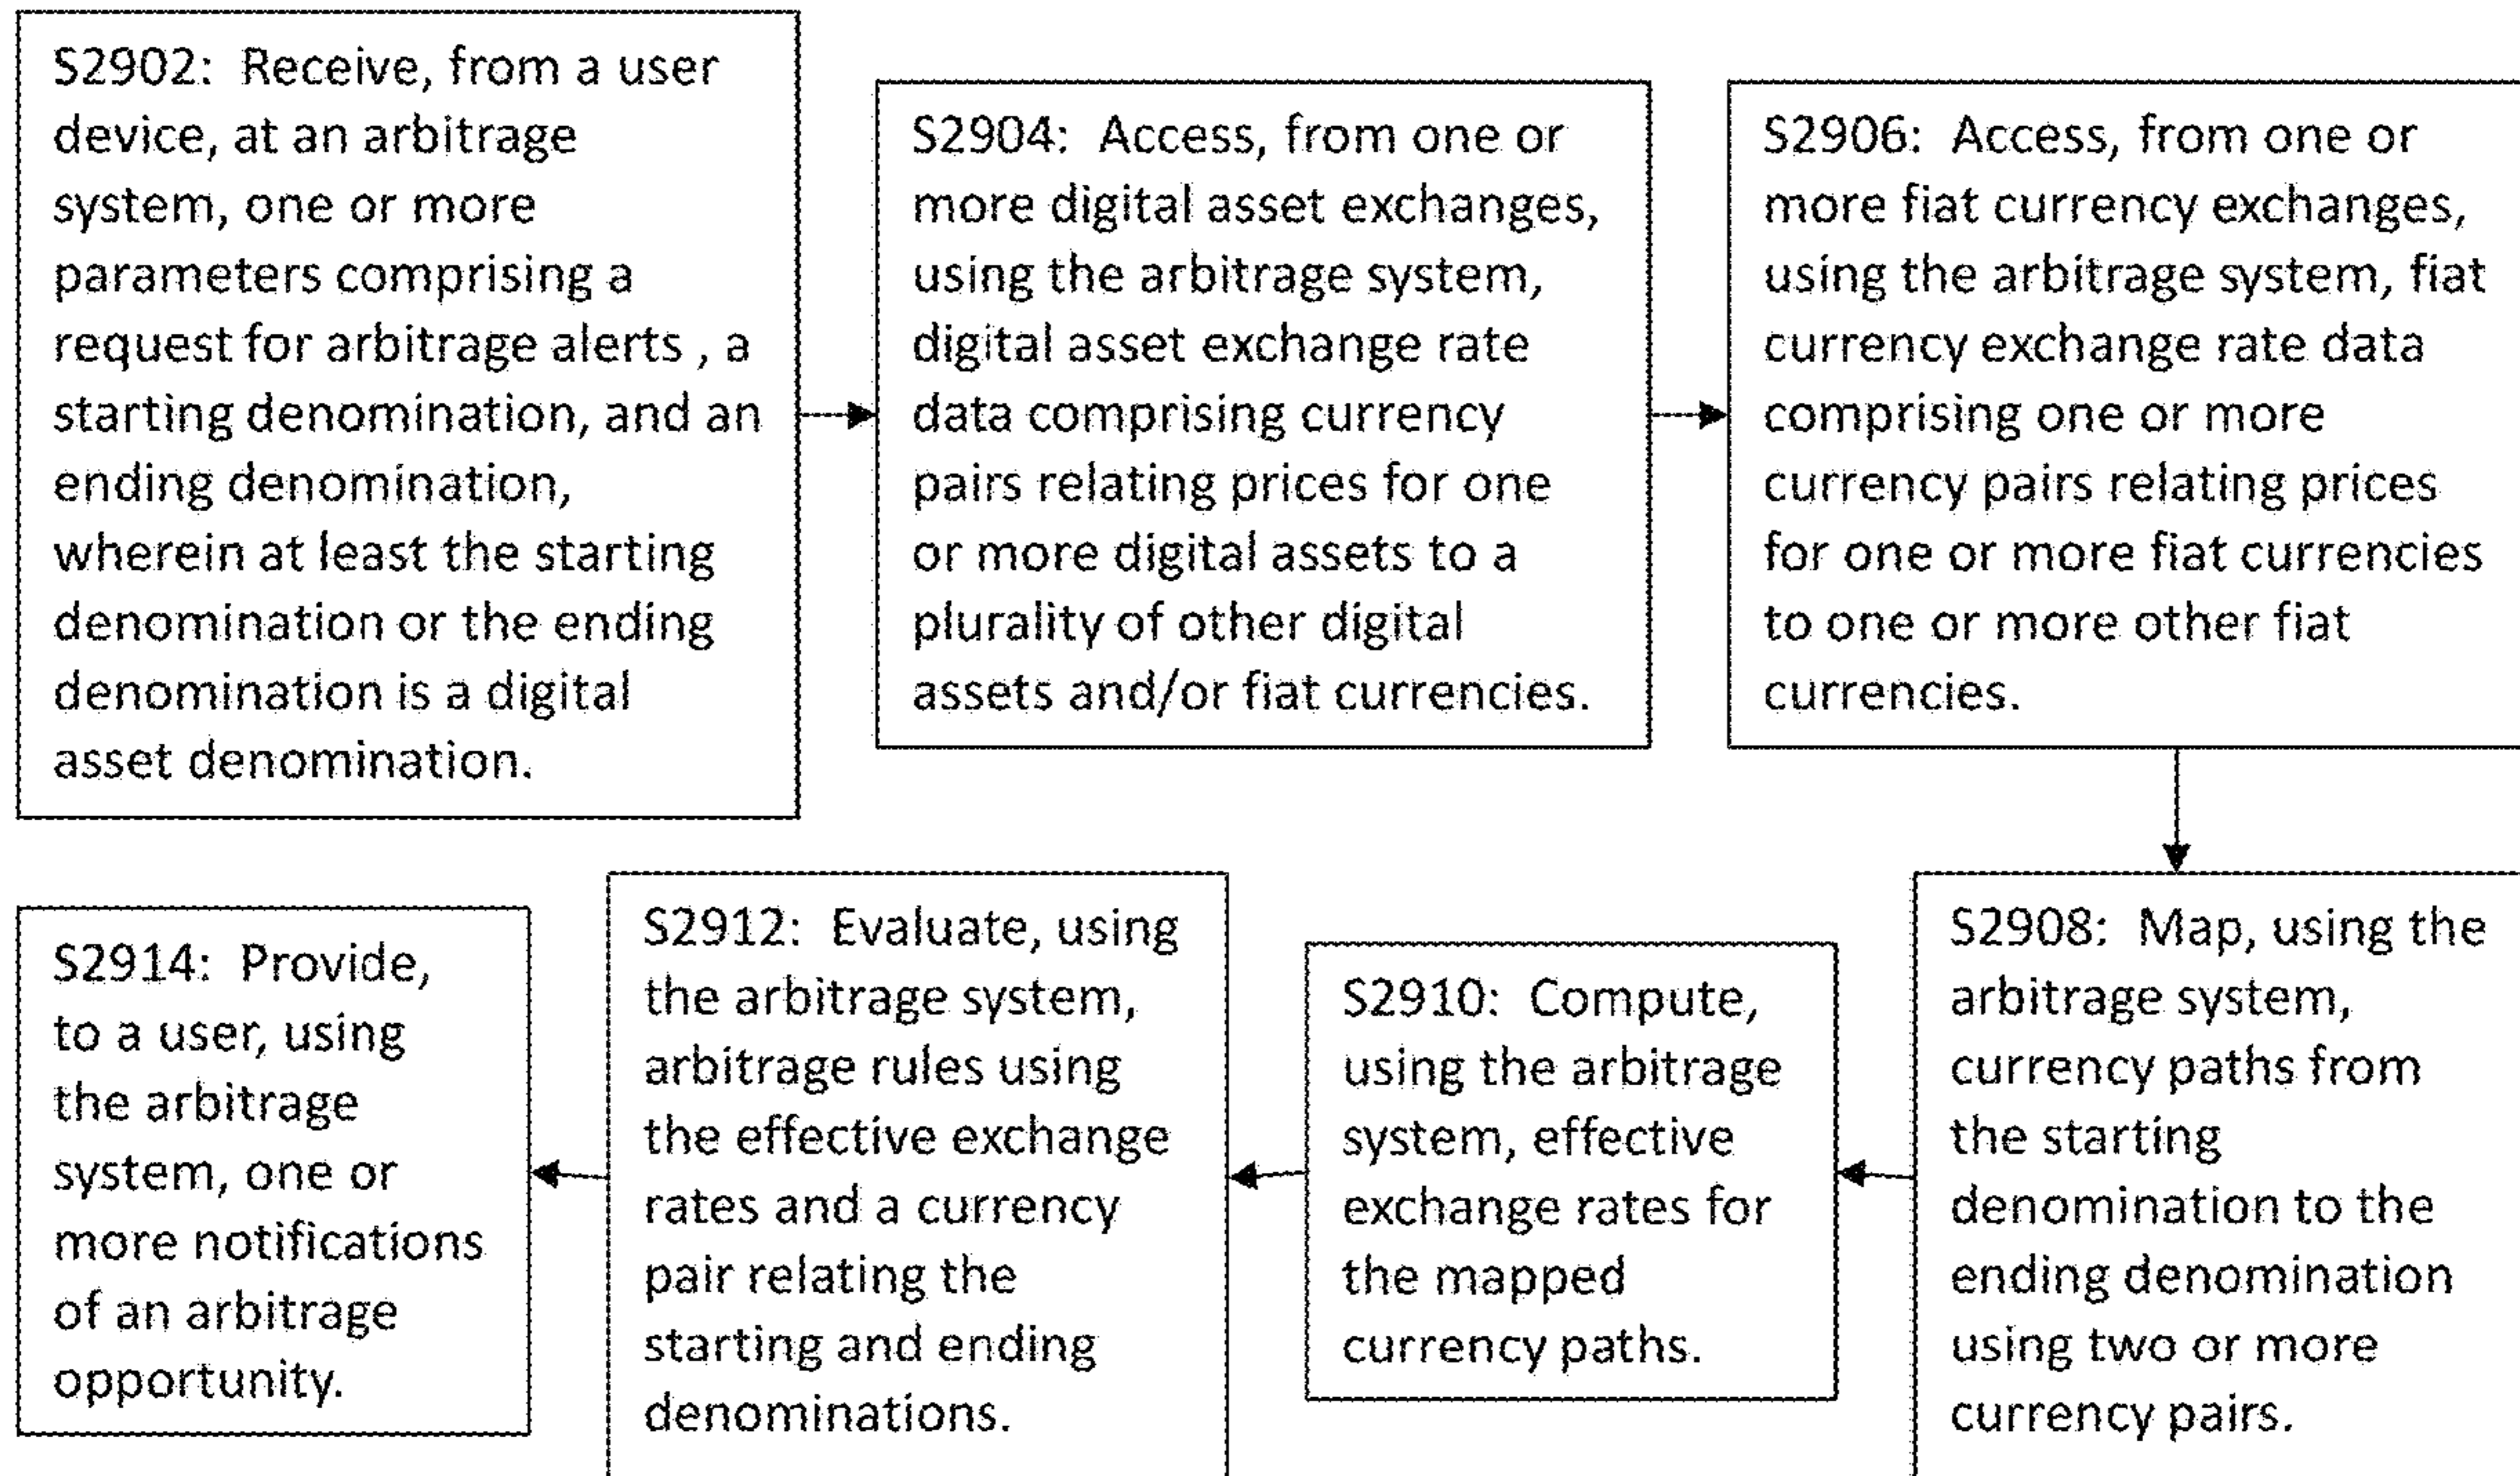 S2902: Receive, from a user
device, at an arbitrage
system, one or more
parameters comprising a
request for arbitrage alerts , a
starting denomination, and an
ending denomination,
wherein at least the starting
denomination or the ending
denomination is a digital
asset denomination.
S2904: Access, from one or
more digital asset exchanges,
using the arbitrage system,
digital asset exchange rate
data comprising currency
pairs relating prices for one
or more digital assets to a
plurality of other digital
assets and/or fiat currencies.
S2906: Access, from one or
more fiat currency exchanges,
using the arbitrage system, fiat
currency exchange rate data
comprising one or more
currency pairs relating prices
for one or more fiat currencies
to one or more other fiat
currencies.
S2908: Map, using the
arbitrage system,
currency paths from
the starting
denomination to the
ending denomination
using two or more
currency pairs.
S2910: Compute,
using the arbitrage
system, effective
exchange rates for
the mapped
currency paths.
S2912: Evaluate, using
the arbitrage system,
arbitrage rules using
the effective exchange
rates and a currency
pair relating the
starting and ending
denominations.
S2914: Provide,
to a user, using
the arbitrage
system, one or
more notifications
of an arbitrage
opportunity.